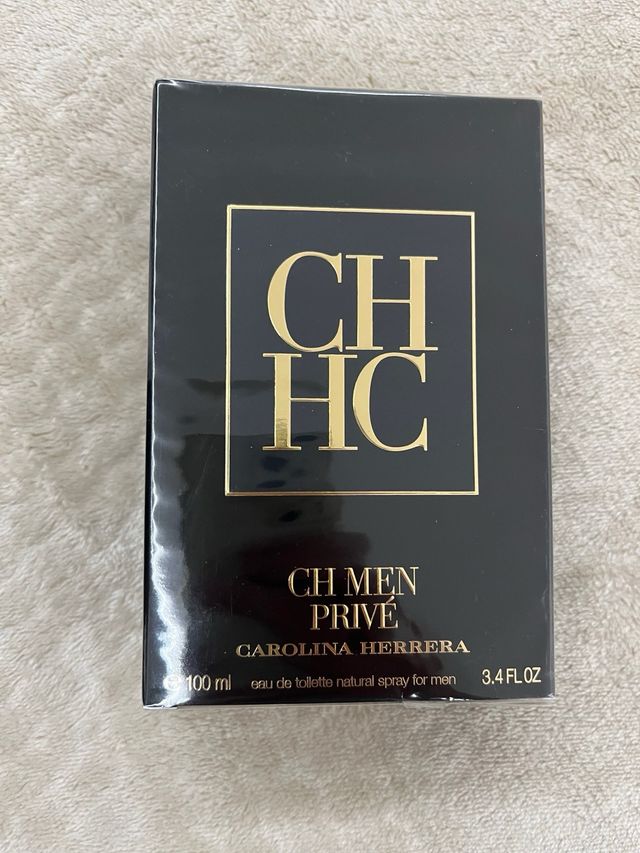 CH
HC
CH MEN
PRIVÉ
CAROLINA HERRERA
℮ 100 ml eau de toilette natural spray for men 3.4 FL OZ